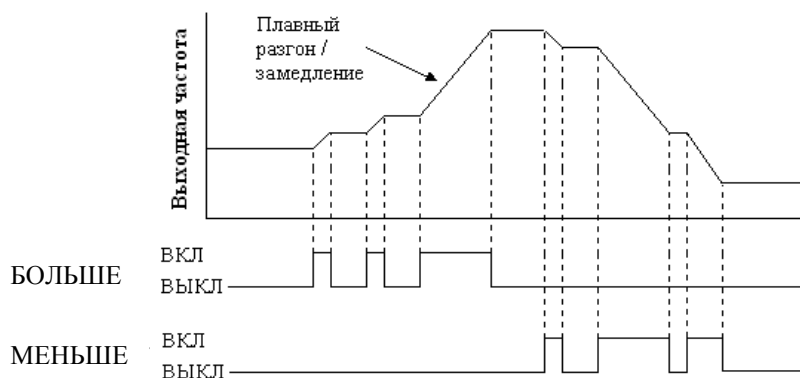 Плавный
разгон /
замедление
Выходная частота
БОЛЬШЕ
ВКЛ
ВЫКЛ
МЕНЬШЕ
ВКЛ
ВЫКЛ